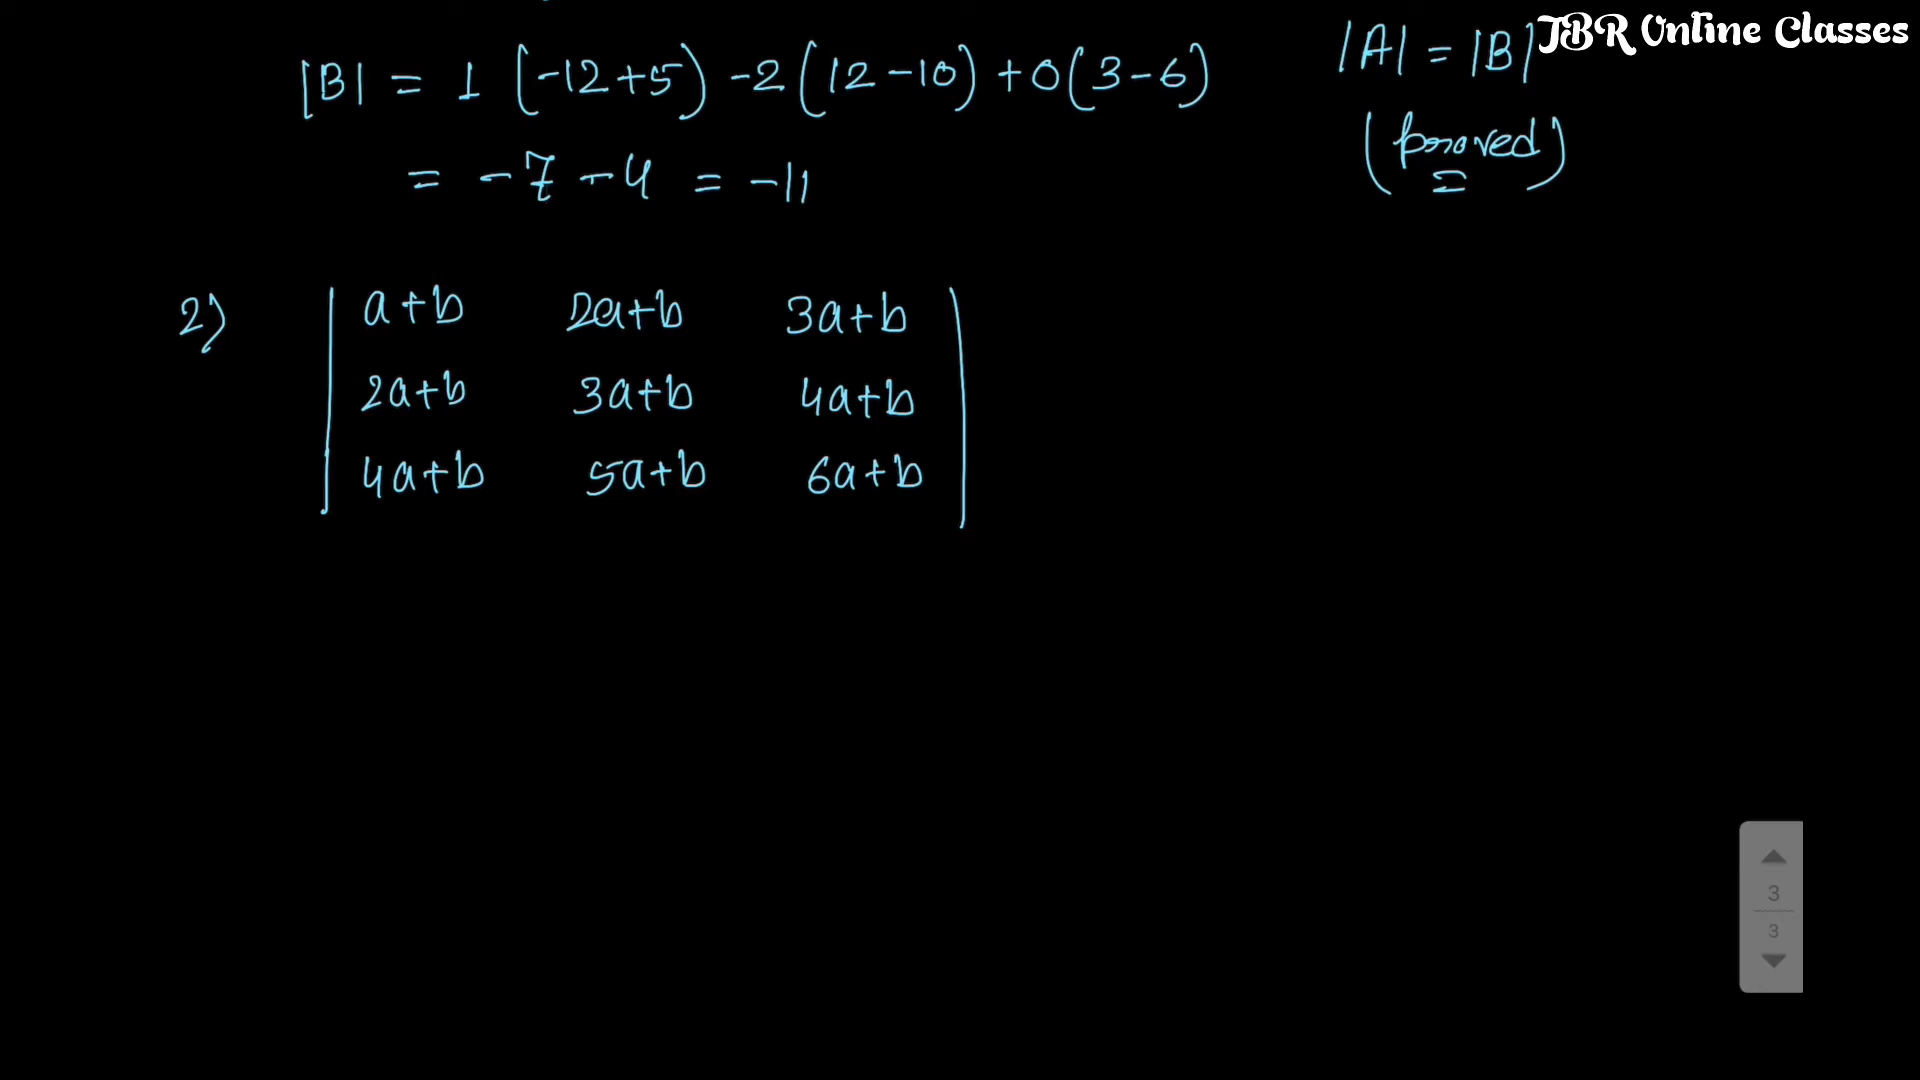 |B| = 1 (-12+5) -2 (12-10) +0 (3-6)
= -7 -4 = -11
|A| = |B|
(proved)
JBR Online Classes
2) | a+b 2a+b 3a+b |
| 2a+b 3a+b 4a+b |
| 4a+b 5a+b 6a+b |
3
3